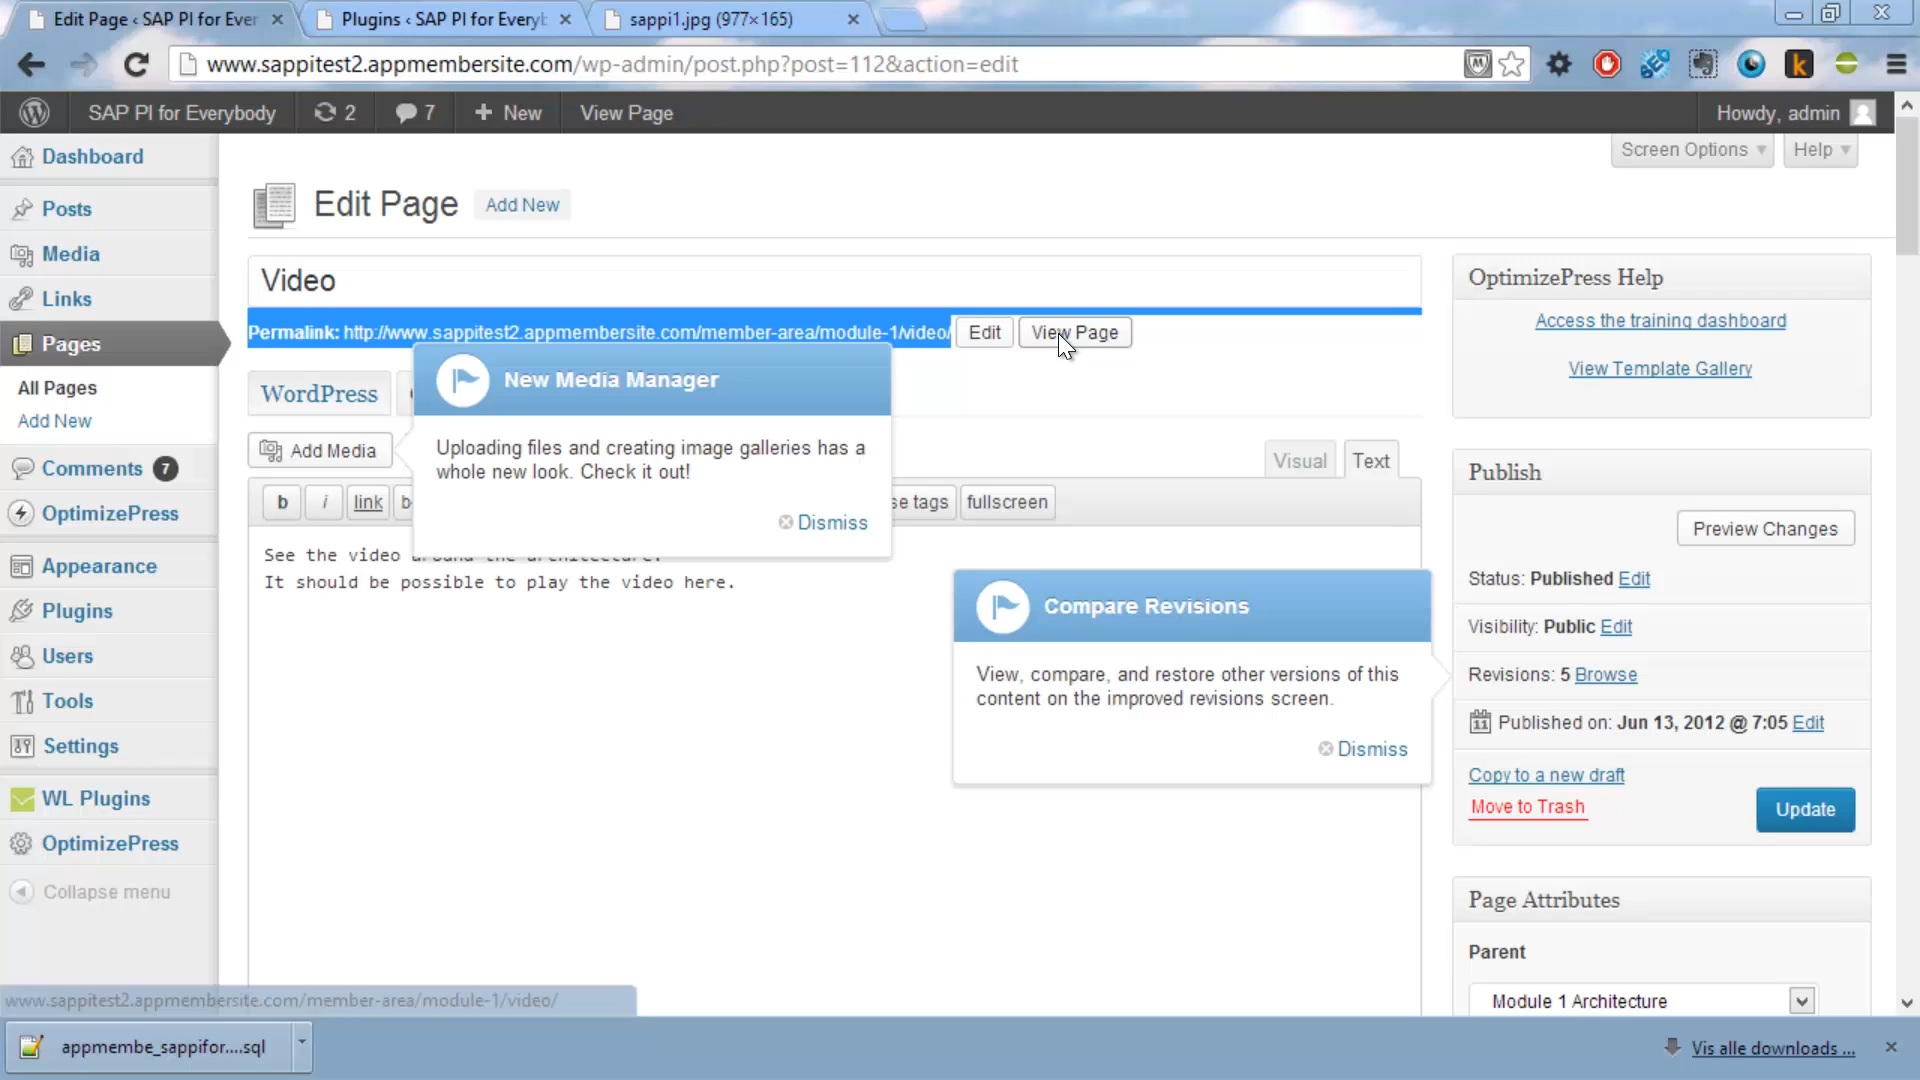 Edit Page ‹ SAP PI for Ever
Plugins ‹ SAP PI for Everyb
sappi1.jpg (977×165)
www.sappitest2.appmembersite.com/wp-admin/post.php?post=112&action=edit
SAP PI for Everybody
2
7
New
View Page
Howdy, admin
Screen Options
Help
Dashboard
Posts
Media
Links
Pages
All Pages
Add New
Comments 7
OptimizePress
Appearance
Plugins
Users
Tools
Settings
WL Plugins
OptimizePress
Collapse menu
Edit Page
Add New
Video
Permalink: http://www.sappitest2.appmembersite.com/member-area/module-1/video/
Edit
View Page
WordPress
New Media Manager
Uploading files and creating image galleries has a
whole new look. Check it out!
Dismiss
Add Media
Visual
Text
b
i
link
fullscreen
See the video
It should be possible to play the video here.
Compare Revisions
View, compare, and restore other versions of this
content on the improved revisions screen.
Dismiss
OptimizePress Help
Access the training dashboard
View Template Gallery
Publish
Preview Changes
Status: Published Edit
Visibility: Public Edit
Revisions: 5 Browse
Published on: Jun 13, 2012 @ 7:05 Edit
Copy to a new draft
Move to Trash
Update
Page Attributes
Parent
Module 1 Architecture
www.sappitest2.appmembersite.com/member-area/module-1/video/
appmembe_sappifor....sql
Vis alle downloads ...